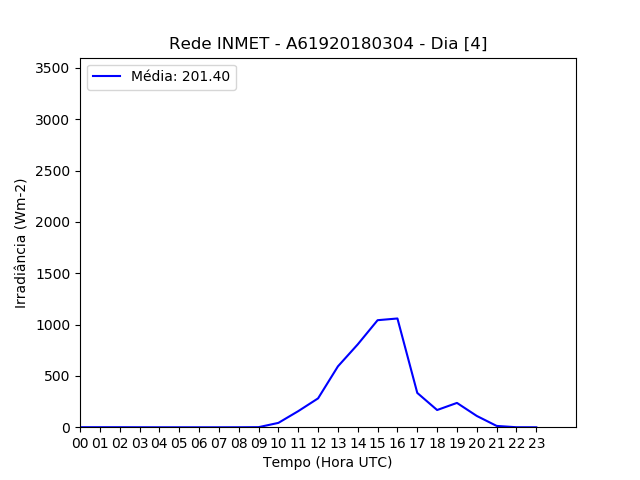 Rede INMET - A61920180304 - Dia [4]
Média: 201.40
3500
3000
2500
2000
1500
1000
500
0
Irradiância (Wm-2)
00 01 02 03 04 05 06 07 08 09 10 11 12 13 14 15 16 17 18 19 20 21 22 23
Tempo (Hora UTC)